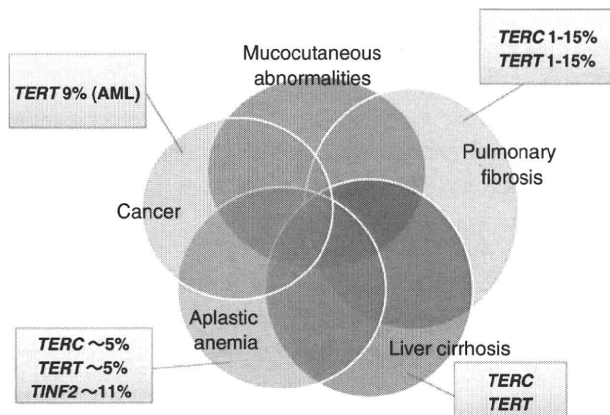 Mucocutaneous
abnormalities
TERC 1-15%
TERT 1-15%
TERT 9% (AML)
Pulmonary
fibrosis
Cancer
Aplastic
anemia
Liver cirrhosis
TERC ~5%
TERT ~5%
TINF2 ~11%
TERC
TERT